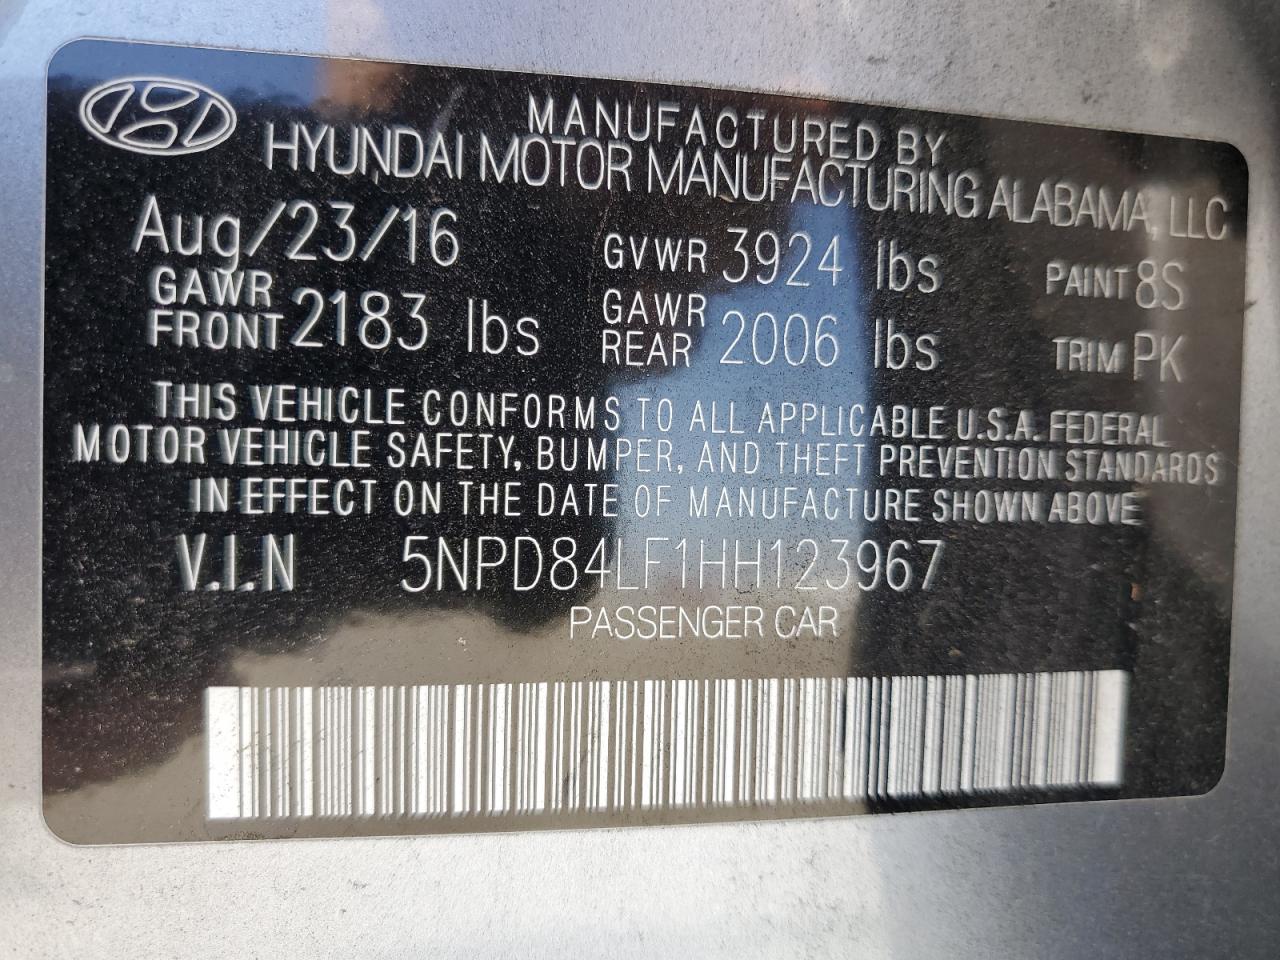 MANUFACTURED BY
HYUNDAI MOTOR MANUFACTURING ALABAMA, LLC
Aug/23/16 GVWR 3924 lbs PAINT 8S
GAWR FRONT 2183 lbs GAWR REAR 2006 lbs TRIM PK
THIS VEHICLE CONFORMS TO ALL APPLICABLE U.S.A. FEDERAL
MOTOR VEHICLE SAFETY, BUMPER, AND THEFT PREVENTION STANDARDS
IN EFFECT ON THE DATE OF MANUFACTURE SHOWN ABOVE
V.I.N 5NPD84LF1HH123967
PASSENGER CAR